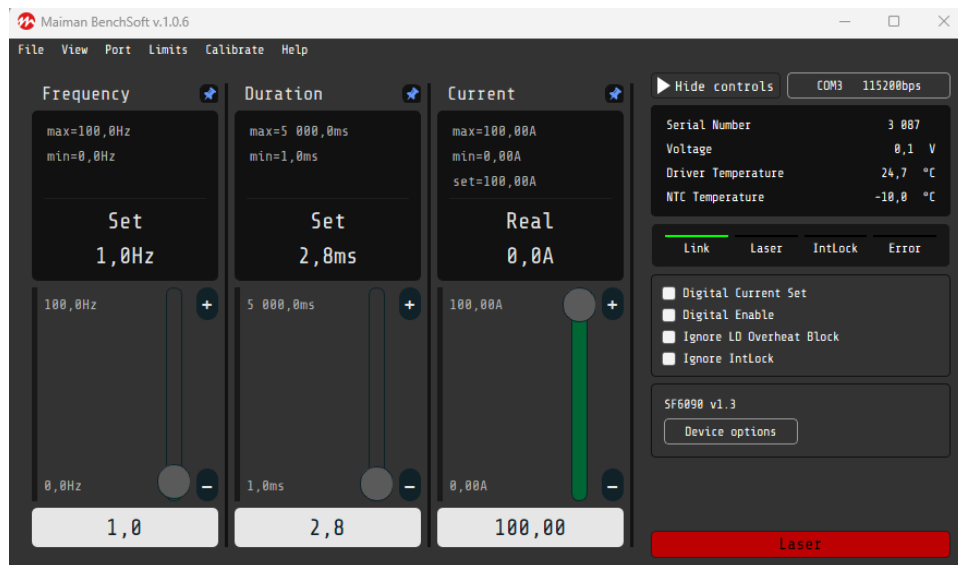 Maiman BenchSoft v.1.0.6
File View Port Limits Calibrate Help
Frequency
max=100,0Hz
min=0,0Hz
Set
1,0Hz
100,0Hz
+
0,0Hz
-
1,0
Duration
max=5 000,0ms
min=1,0ms
Set
2,8ms
5 000,0ms
+
1,0ms
-
2,8
Current
max=100,00A
min=0,00A
set=100,00A
Real
0,0A
100,00A
+
0,00A
-
100,00
Hide controls COM3 115200bps
Serial Number 3 087
Voltage 0,1 V
Driver Temperature 24,7 °C
NTC Temperature -10,0 °C
Link Laser IntLock Error
Digital Current Set
Digital Enable
Ignore LD Overheat Block
Ignore IntLock
SF6090 v1.3
Device options
Laser